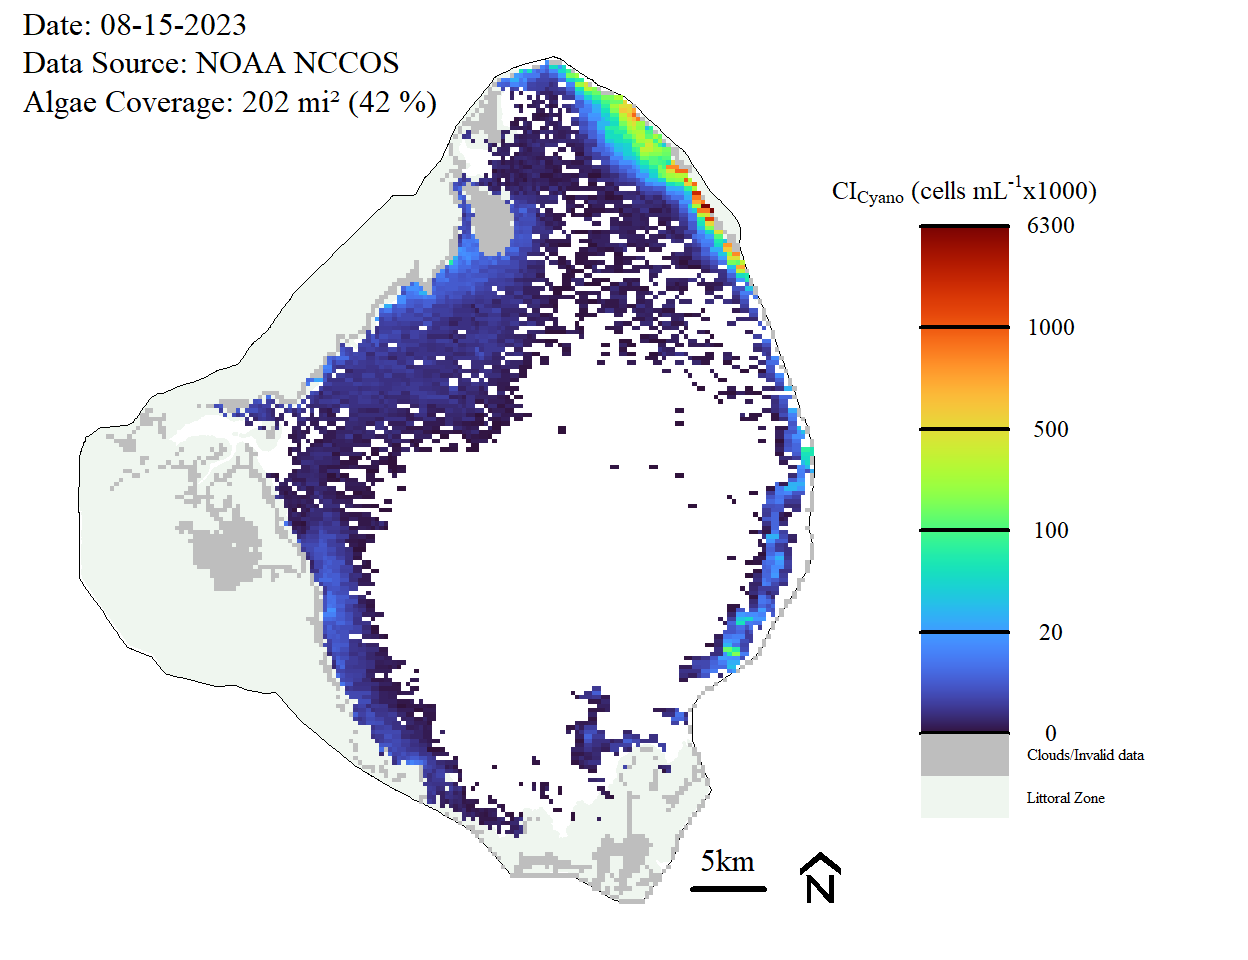 Date: 08-15-2023
Data Source: NOAA NCCOS
Algae Coverage: 202 mi² (42 %)
CI_Cyano (cells mL⁻¹x1000)
6300
1000
500
100
20
0
Clouds/Invalid data
Littoral Zone
5km
N